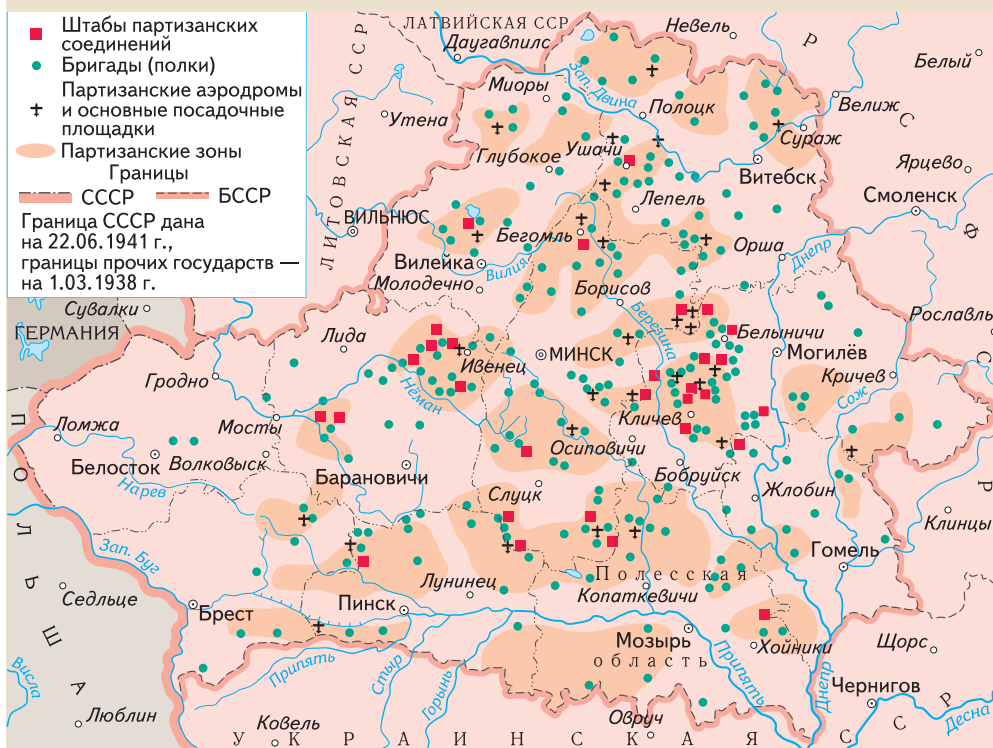 Штабы партизанских
соединений
Бригады (полки)
Партизанские аэродромы
и основные посадочные
площадки
Партизанские зоны
Границы
СССР
БССР
Граница СССР дана
на 22.06.1941 г.,
границы прочих государств —
на 1.03.1938 г.
ЛАТВИЙСКАЯ ССР
Даугавпилс
Невель
Белый
Миоры
Зап. Двина
Полоцк
Велиж
ЛИТОВСКАЯ ССР
Утена
Сураж
Глубокое
Ушачи
Витебск
Ярцево
Смоленск
Лепель
ВИЛЬНЮС
Бегомль
Орша
Днепр
Вилейка
Вилия
Молодечно
Борисов
Сувалки
ГЕРМАНИЯ
Березина
Рославль
Лида
Белыничи
МИНСК
Могилёв
Ивенец
Гродно
Неман
Кричев
Сож
Мосты
Кличев
Ломжа
Осиповичи
Белосток
Волковыск
Барановичи
Бобруйск
Нарев
Слуцк
Жлобин
Клинцы
Зап. Буг
Гомель
Полесская
Седльце
Лунинец
Копаткевичи
Брест
Пинск
Мозырь
область
Хойники
Щорс
Припять
Стыр
Горынь
Припять
Днепр
Висла
Чернигов
Люблин
Овруч
Десна
Ковель
ПОЛЬША
УКРАИНСКАЯ ССР
РСФСР